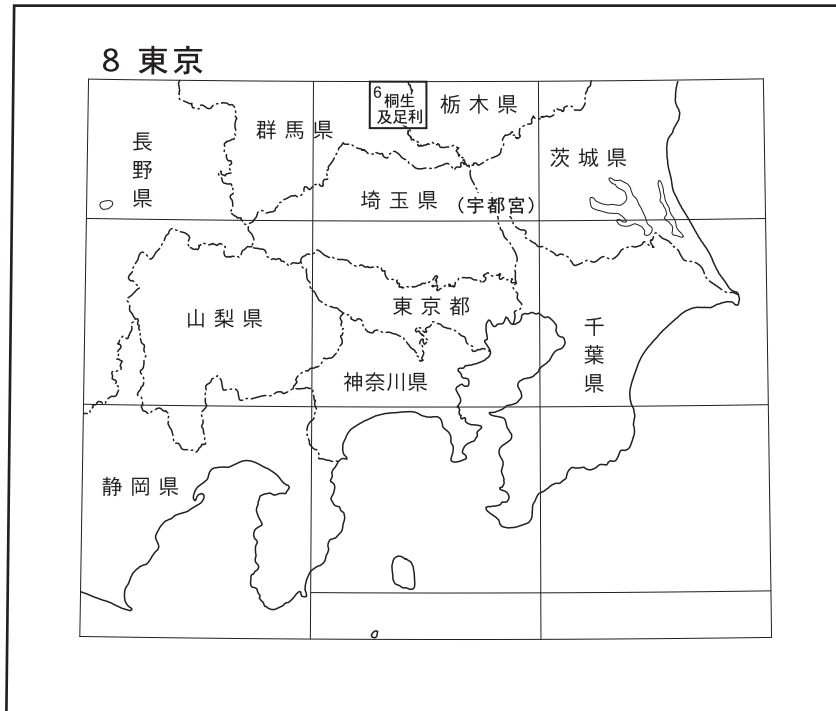 8 東京
6 桐生
及足利
栃木県
群馬県
長野県
茨城県
埼玉県
(宇都宮)
山梨県
東京都
千葉県
神奈川県
静岡県